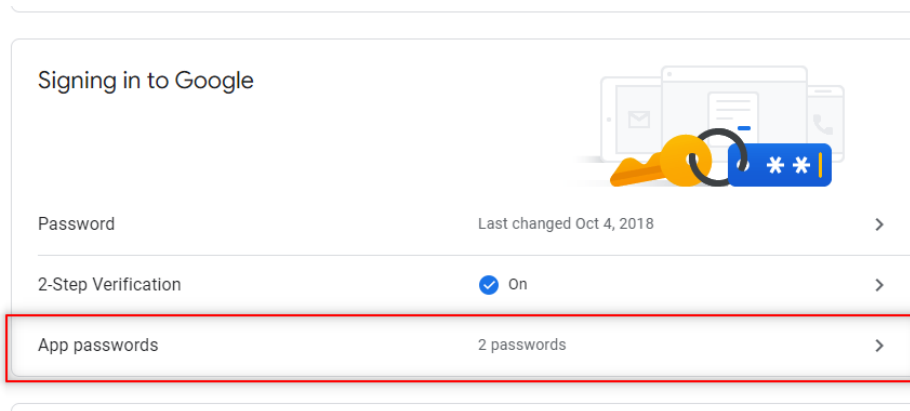 Signing in to Google
**
Password Last changed Oct 4, 2018
2-Step Verification On
App passwords 2 passwords